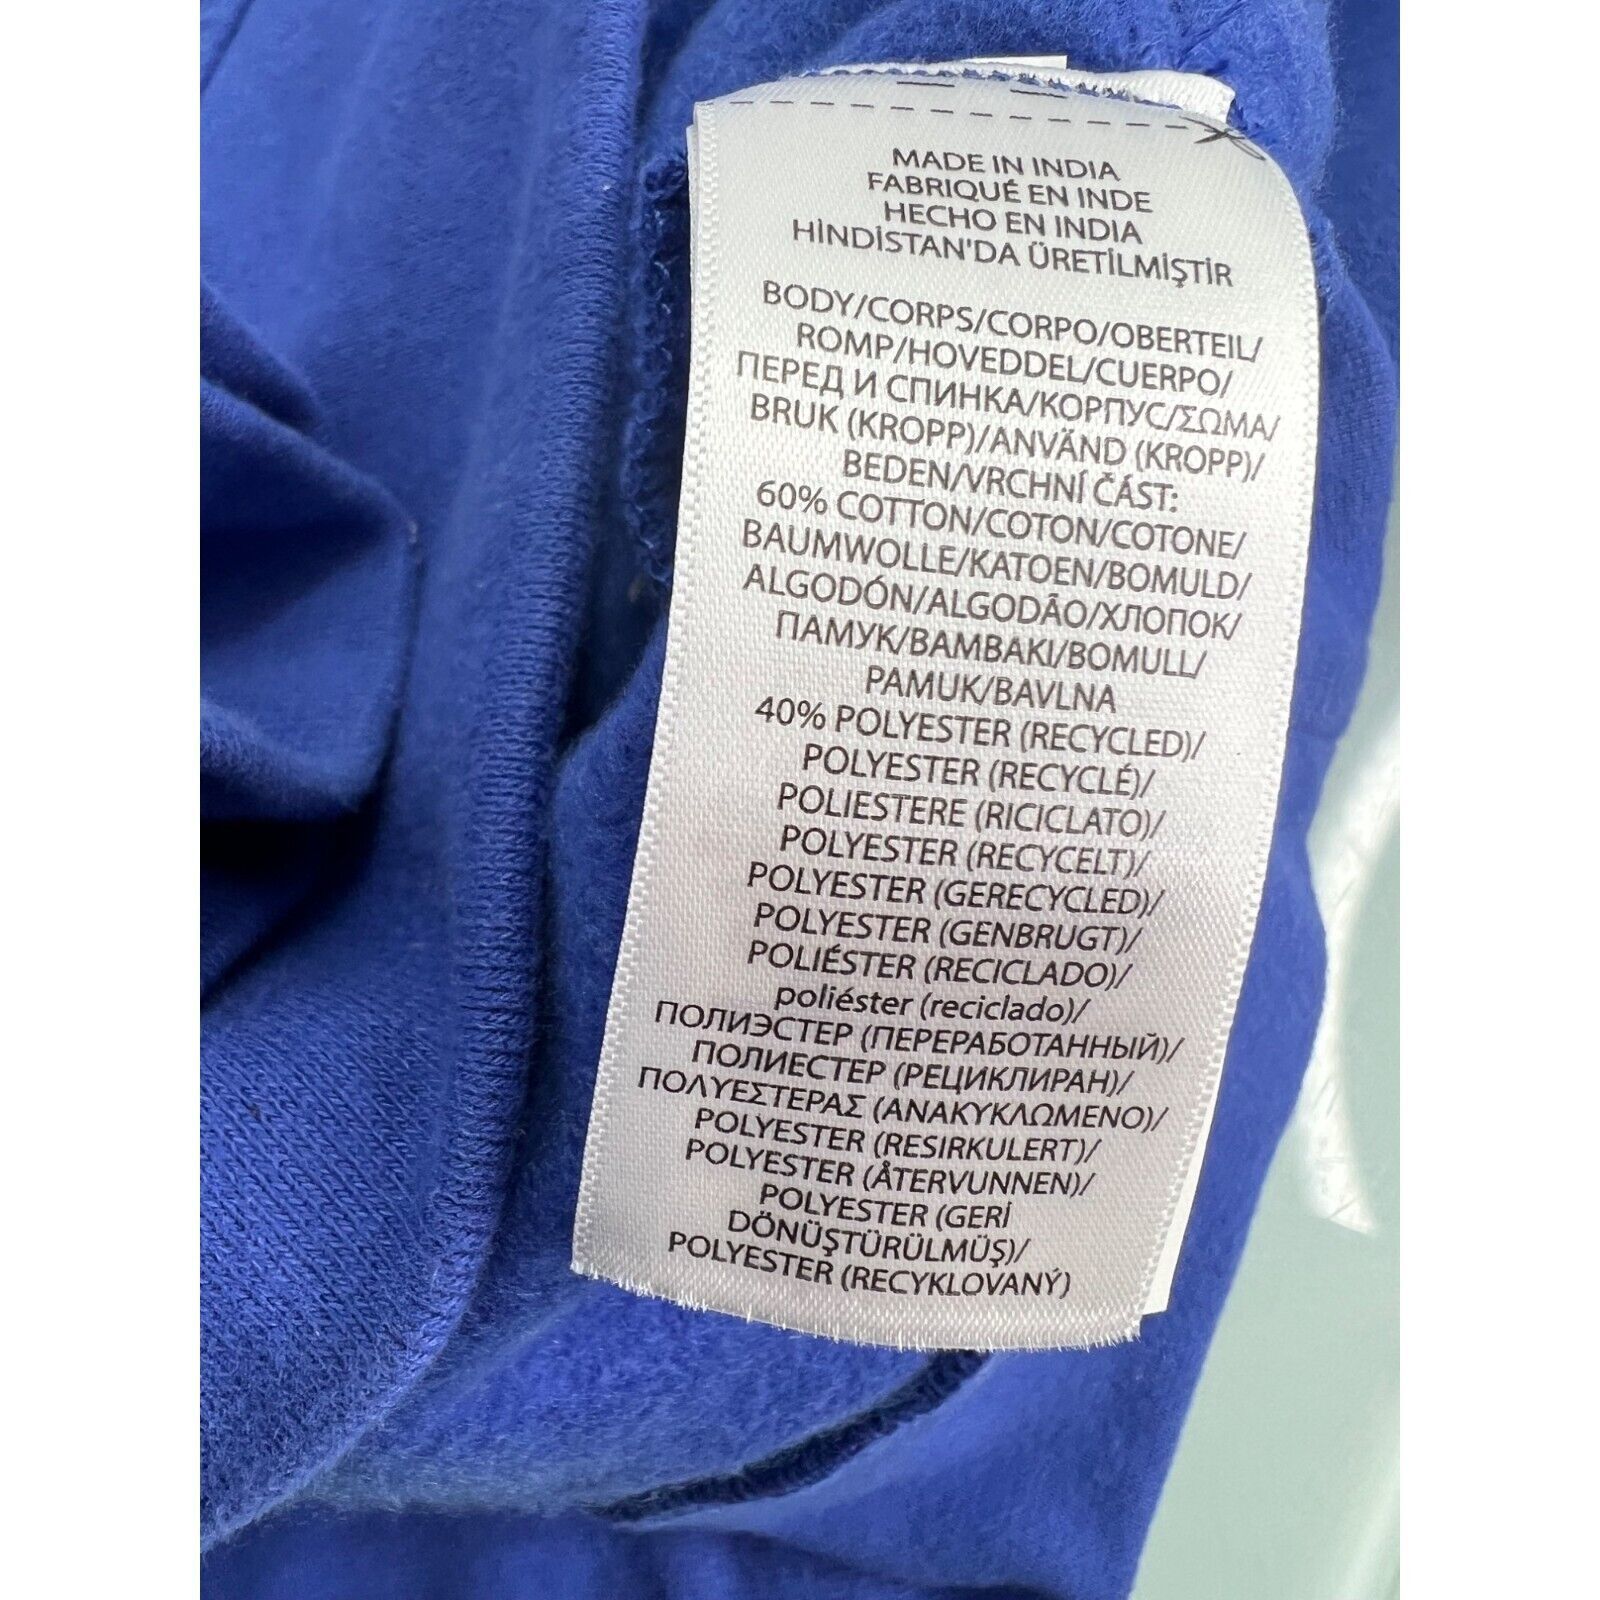 MADE IN INDIA
FABRIQUÉ EN INDE
HECHO EN INDIA
HİNDİSTAN'DA ÜRETİLMİŞTİR
BODY/CORPS/CORPO/OBERTEIL/
ROMP/HOVEDDEL/CUERPO/
ПЕРЕД И СПИНКА/КОРПУС/ΣΩΜΑ/
BRUK (KROPP)/ANVÄND (KROPP)/
BEDEN/VRCHNÍ ČÁST:
60% COTTON/COTON/COTONE/
BAUMWOLLE/KATOEN/BOMULD/
ALGODÓN/ALGODÃO/ХЛОПОК/
ПАМУК/BAMBAKI/BOMULL/
PAMUK/BAVLNA
40% POLYESTER (RECYCLED)/
POLYESTER (RECYCLÉ)/
POLIESTERE (RICICLATO)/
POLYESTER (RECYCELT)/
POLYESTER (GERECYCLED)/
POLYESTER (GENBRUGT)/
POLIÉSTER (RECICLADO)/
poliéster (reciclado)/
ПОЛИЭСТЕР (ПЕРЕРАБОТАННЫЙ)/
ПОЛИЕСТЕР (РЕЦИКЛИРАН)/
ΠΟΛΥΕΣΤΕΡΑΣ (ΑΝΑΚΥΚΛΩΜΕΝΟ)/
POLYESTER (RESIRKULERT)/
POLYESTER (ÅTERVUNNEN)/
POLYESTER (GERİ
DÖNÜŞTÜRÜLMÜŞ)/
POLYESTER (RECYKLOVANÝ)